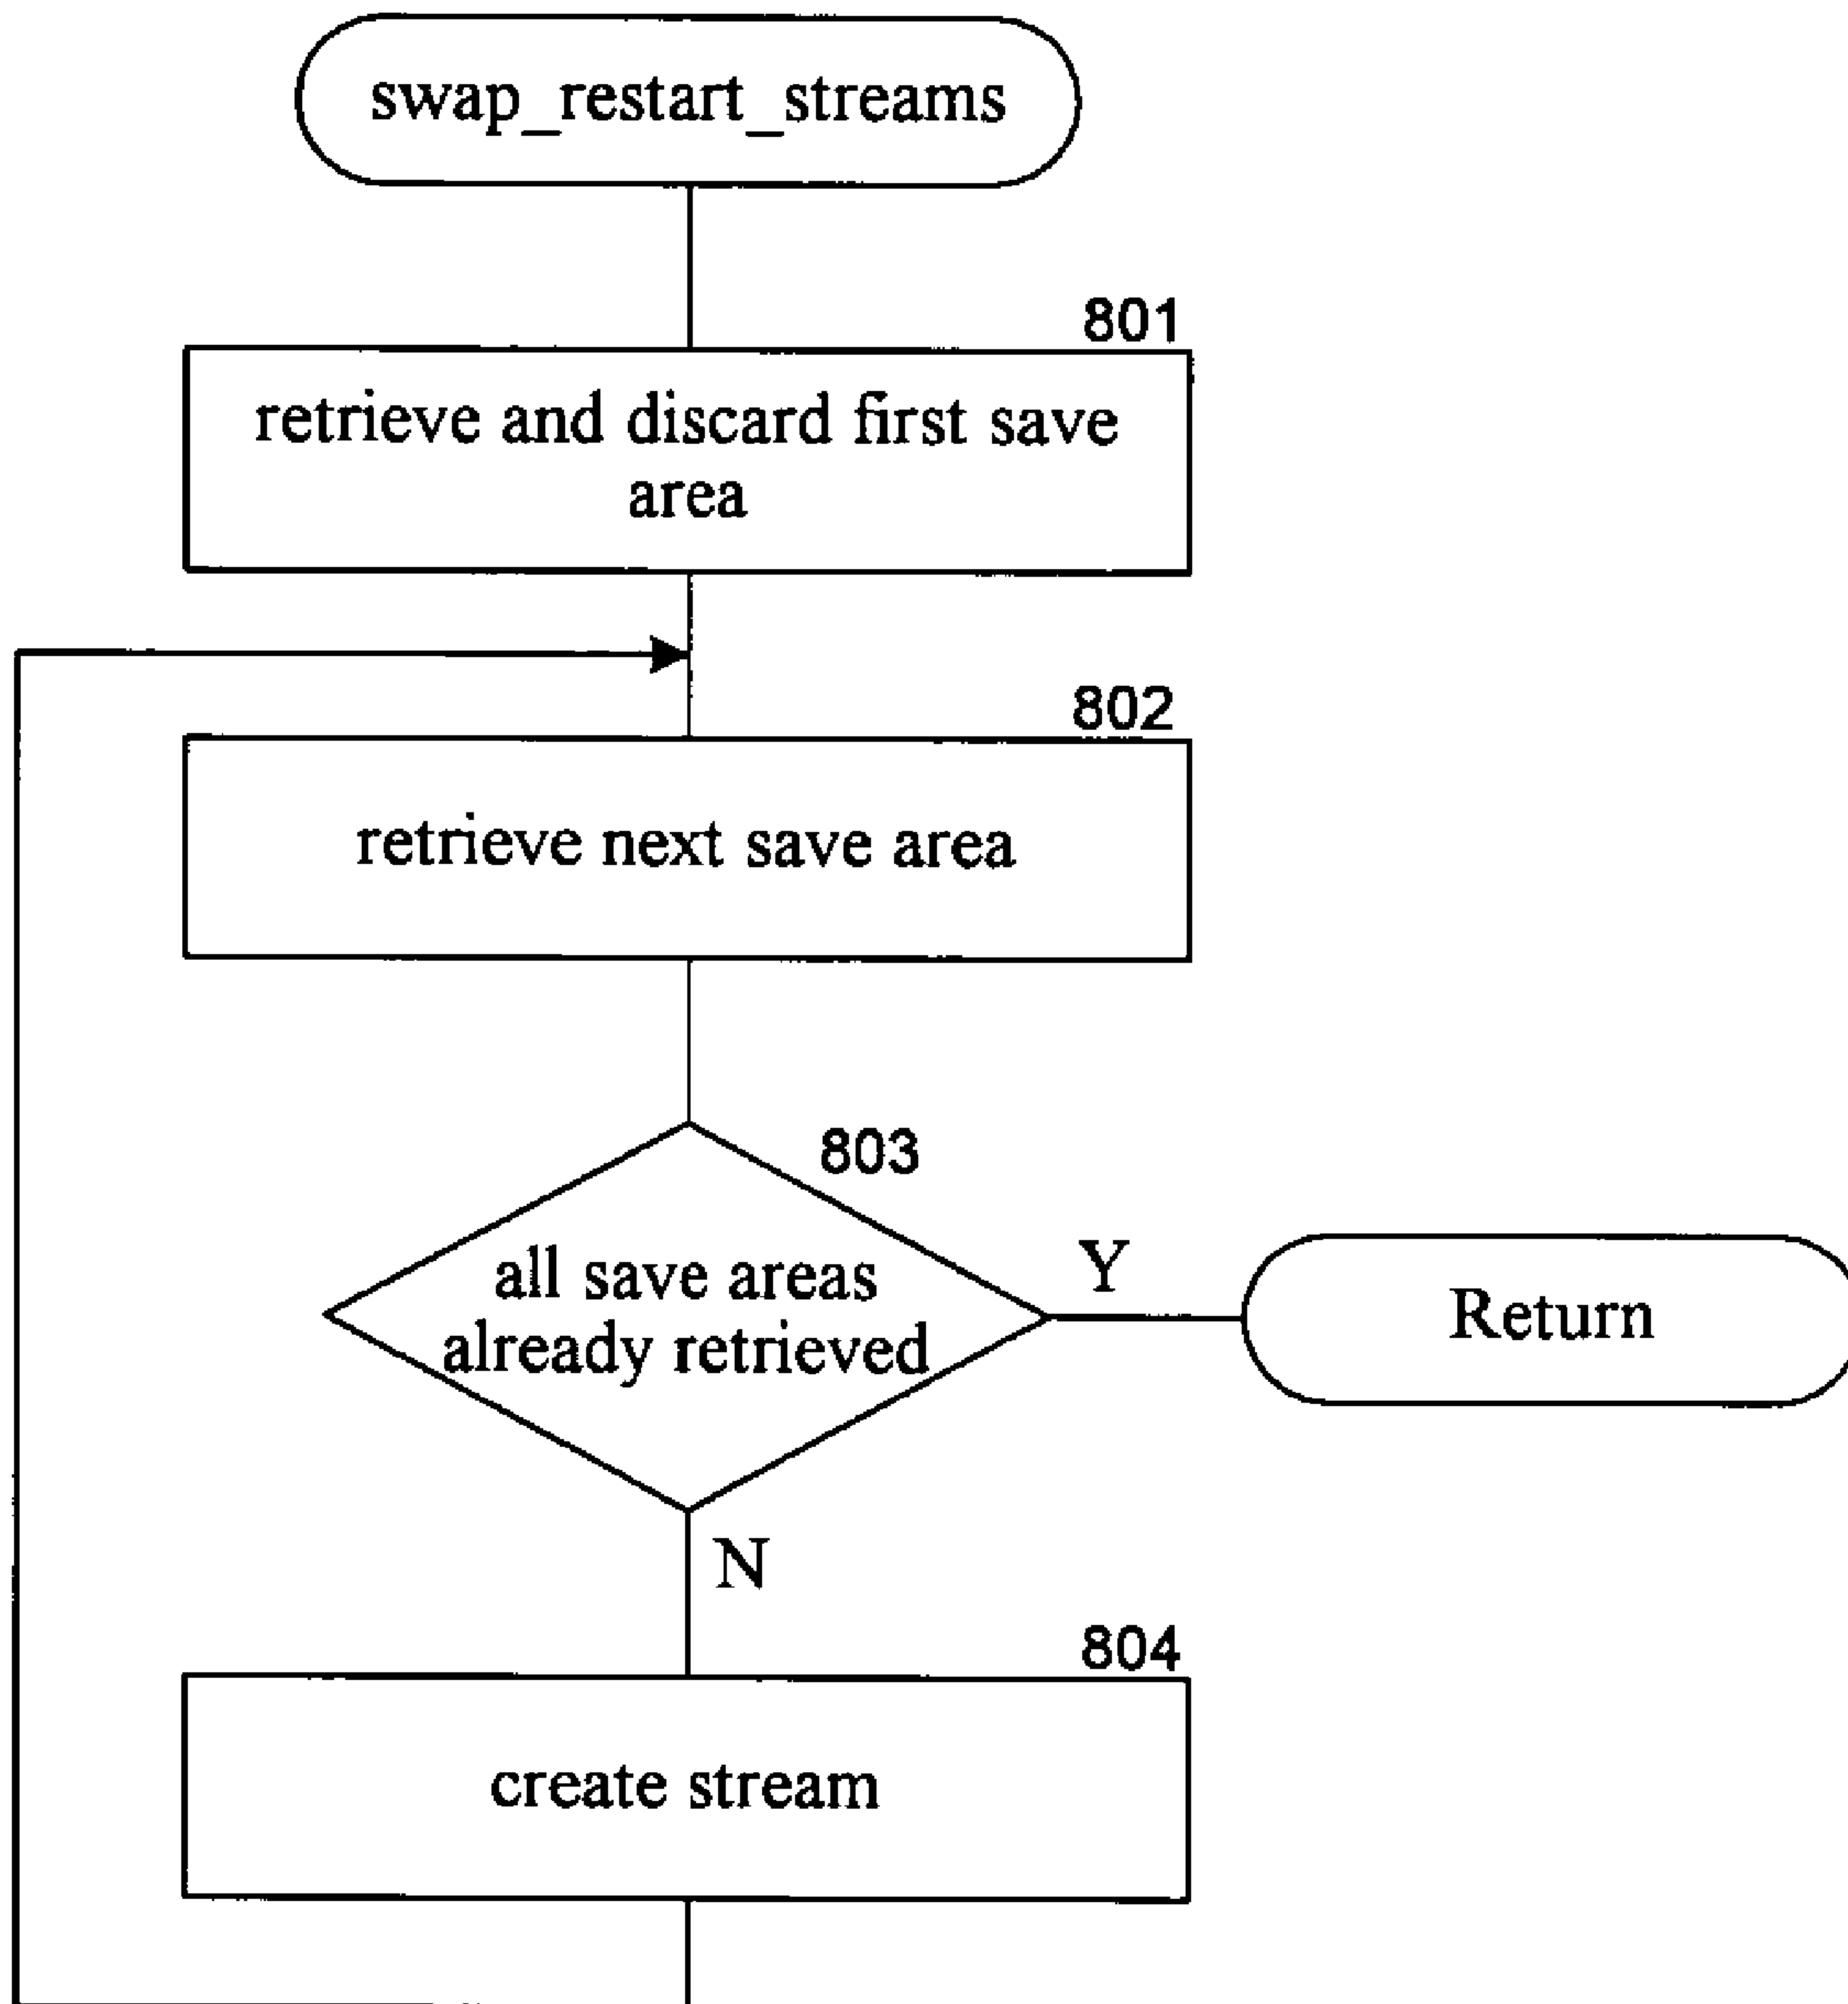 swap_restart_streams
801
retrieve and discard first save
area
802
retrieve next save area
803
all save areas
already retrieved
Y
Return
N
804
create stream